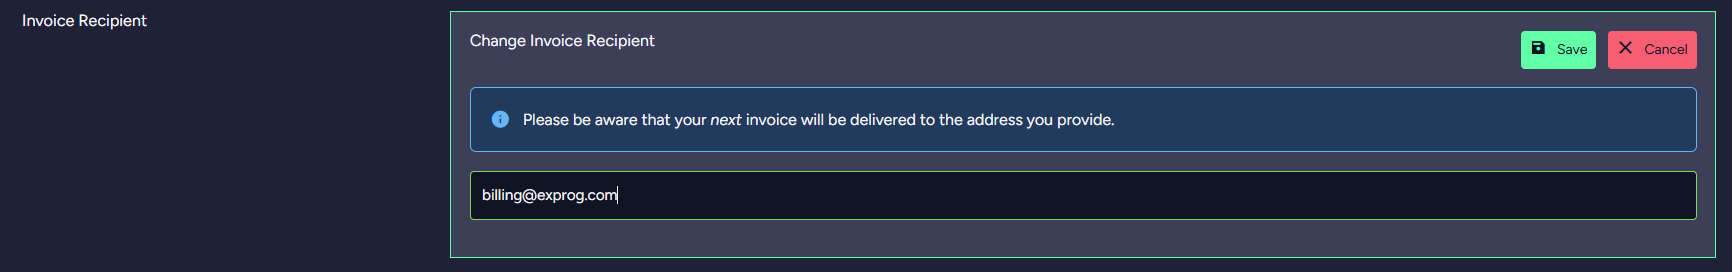 Invoice Recipient
Change Invoice Recipient
Save
Cancel
Please be aware that your next invoice will be delivered to the address you provide.
billing@exprog.com